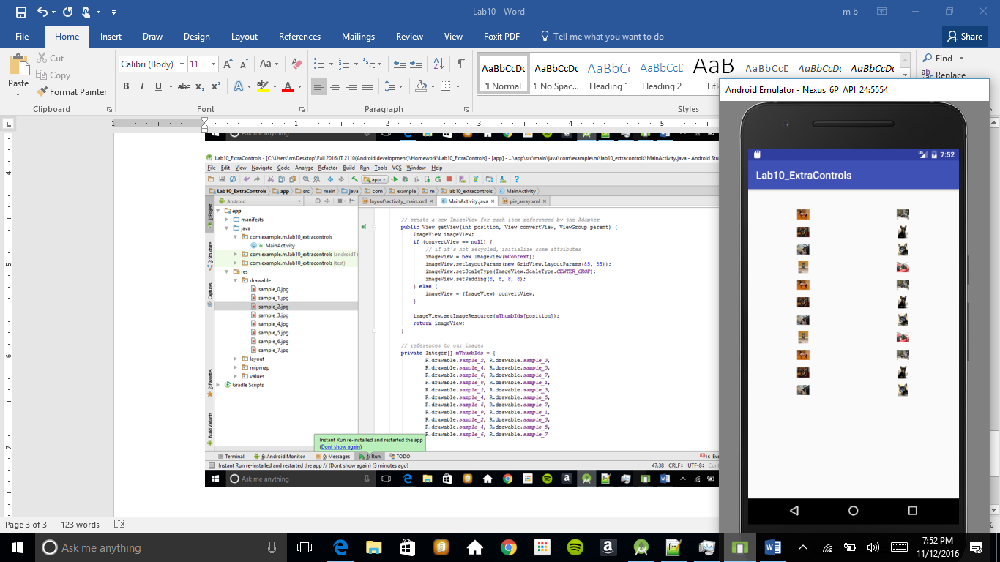 Lab10 - Word
m b
File Home Insert Draw Design Layout References Mailings Review View Foxit PDF Tell me what you want to do Share
Paste
Cut
Copy
Format Painter
Clipboard
Calibri (Body) 11
Font
Paragraph
AaBbCcDc AaBbCcDc AaBbCc AaBbCcD AaB AaBbCcD AaBbCcDc AaBbCcDc
¶ Normal ¶ No Spac... Heading 1 Heading 2
Styles
Find
Replace
Android Emulator - Nexus_6P_API_24:5554
7:52
Lab10_ExtraControls
Lab10_ExtraControls - [C:\Users\m\Desktop\Fall 2016\IT 2110(Android development)\Homework\Lab10_ExtraControls] - [app] - ...\app\src\main\java\com\example\m\lab10_extracontrols\MainActivity.java - Android Stu
File Edit View Navigate Code Analyze Refactor Build Run Tools VCS Window Help
app
Lab10_ExtraControls app src main java com example m lab10_extracontrols MainActivity
Android
layout\activity_main.xml MainActivity.java pie_array.xml
1: Project
2: Structure
Captures
2: Favorites
Build Variants
app
manifests
java
com.example.m.lab10_extracontrols
MainActivity
com.example.m.lab10_extracontrols (androidTe
com.example.m.lab10_extracontrols (test)
res
drawable
sample_0.jpg
sample_1.jpg
sample_2.jpg
sample_3.jpg
sample_4.jpg
sample_5.jpg
sample_6.jpg
sample_7.jpg
layout
mipmap
values
Gradle Scripts
// create a new ImageView for each item referenced by the Adapter
public View getView(int position, View convertView, ViewGroup parent) {
ImageView imageView;
if (convertView == null) {
// if it's not recycled, initialize some attributes
imageView = new ImageView(mContext);
imageView.setLayoutParams(new GridView.LayoutParams(85, 85));
imageView.setScaleType(ImageView.ScaleType.CENTER_CROP);
imageView.setPadding(8, 8, 8, 8);
} else {
imageView = (ImageView) convertView;
}
imageView.setImageResource(mThumbIds[position]);
return imageView;
}
// references to our images
private Integer[] mThumbIds = {
R.drawable.sample_2, R.drawable.sample_3,
R.drawable.sample_4, R.drawable.sample_5,
R.drawable.sample_6, R.drawable.sample_7,
R.drawable.sample_0, R.drawable.sample_1,
R.drawable.sample_2, R.drawable.sample_3,
R.drawable.sample_4, R.drawable.sample_5,
R.drawable.sample_6, R.drawable.sample_7,
R.drawable.sample_0, R.drawable.sample_1,
R.drawable.sample_2, R.drawable.sample_3,
R.drawable.sample_4, R.drawable.sample_5,
R.drawable.sample_6, R.drawable.sample_7
Instant Run re-installed and restarted the app
(Dont show again)
Terminal 6: Android Monitor 0: Messages 4: Run TODO
Instant Run re-installed and restarted the app // (Dont show again) (3 minutes ago) 47:38 CRLF UTF-8
Ask me anything
Page 3 of 3 123 words
Ask me anything
7:52 PM
11/12/2016